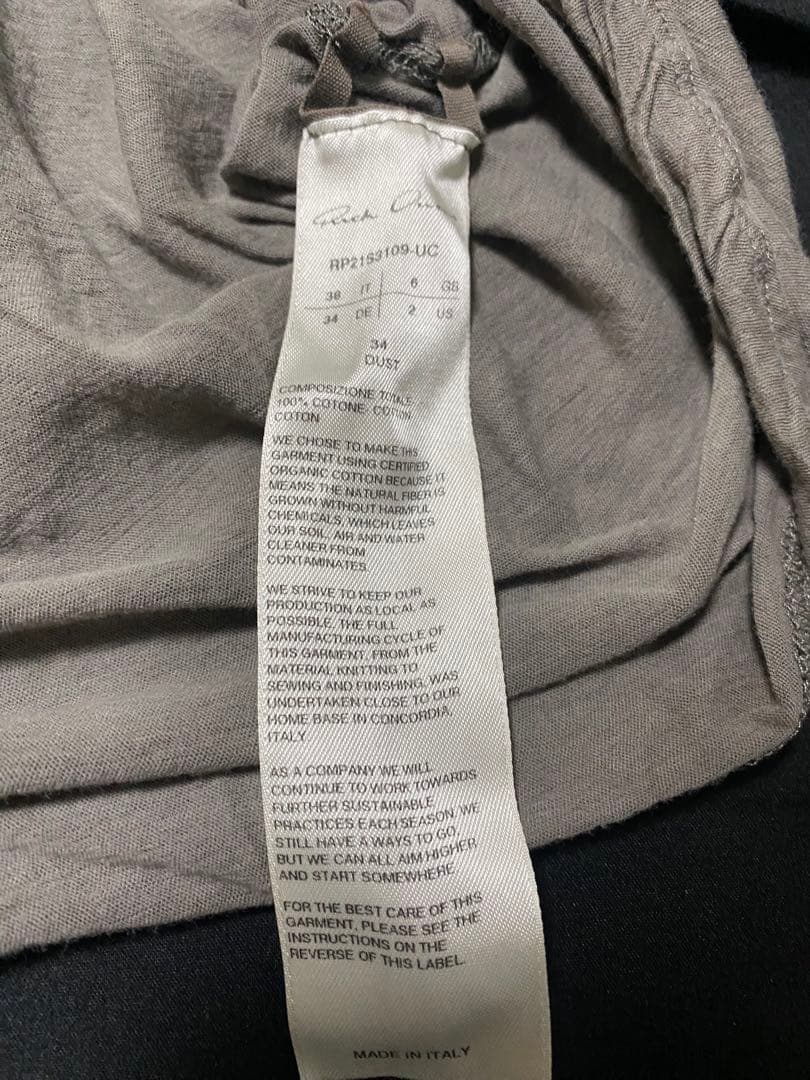 Rick Owens
RP21S3109-UC
38 IT 6 GB
34 DE 2 US
34
DUST
COMPOSIZIONE TOTALE
100% COTONE- COTTON
COTON
WE CHOSE TO MAKE THIS
GARMENT USING CERTIFIED
ORGANIC COTTON BECAUSE IT
MEANS THE NATURAL FIBER IS
GROWN WITHOUT HARMFUL
CHEMICALS, WHICH LEAVES
OUR SOIL, AIR AND WATER
CLEANER FROM
CONTAMINATES
WE STRIVE TO KEEP OUR
PRODUCTION AS LOCAL AS
POSSIBLE, THE FULL
MANUFACTURING CYCLE OF
THIS GARMENT, FROM THE
MATERIAL KNITTING TO
SEWING AND FINISHING, WAS
UNDERTAKEN CLOSE TO OUR
HOME BASE IN CONCORDIA,
ITALY
AS A COMPANY WE WILL
CONTINUE TO WORK TOWARDS
FURTHER SUSTAINABLE
PRACTICES EACH SEASON. WE
STILL HAVE A WAYS TO GO,
BUT WE CAN ALL AIM HIGHER
AND START SOMEWHERE
FOR THE BEST CARE OF THIS
GARMENT, PLEASE SEE THE
INSTRUCTIONS ON THE
REVERSE OF THIS LABEL.
MADE IN ITALY